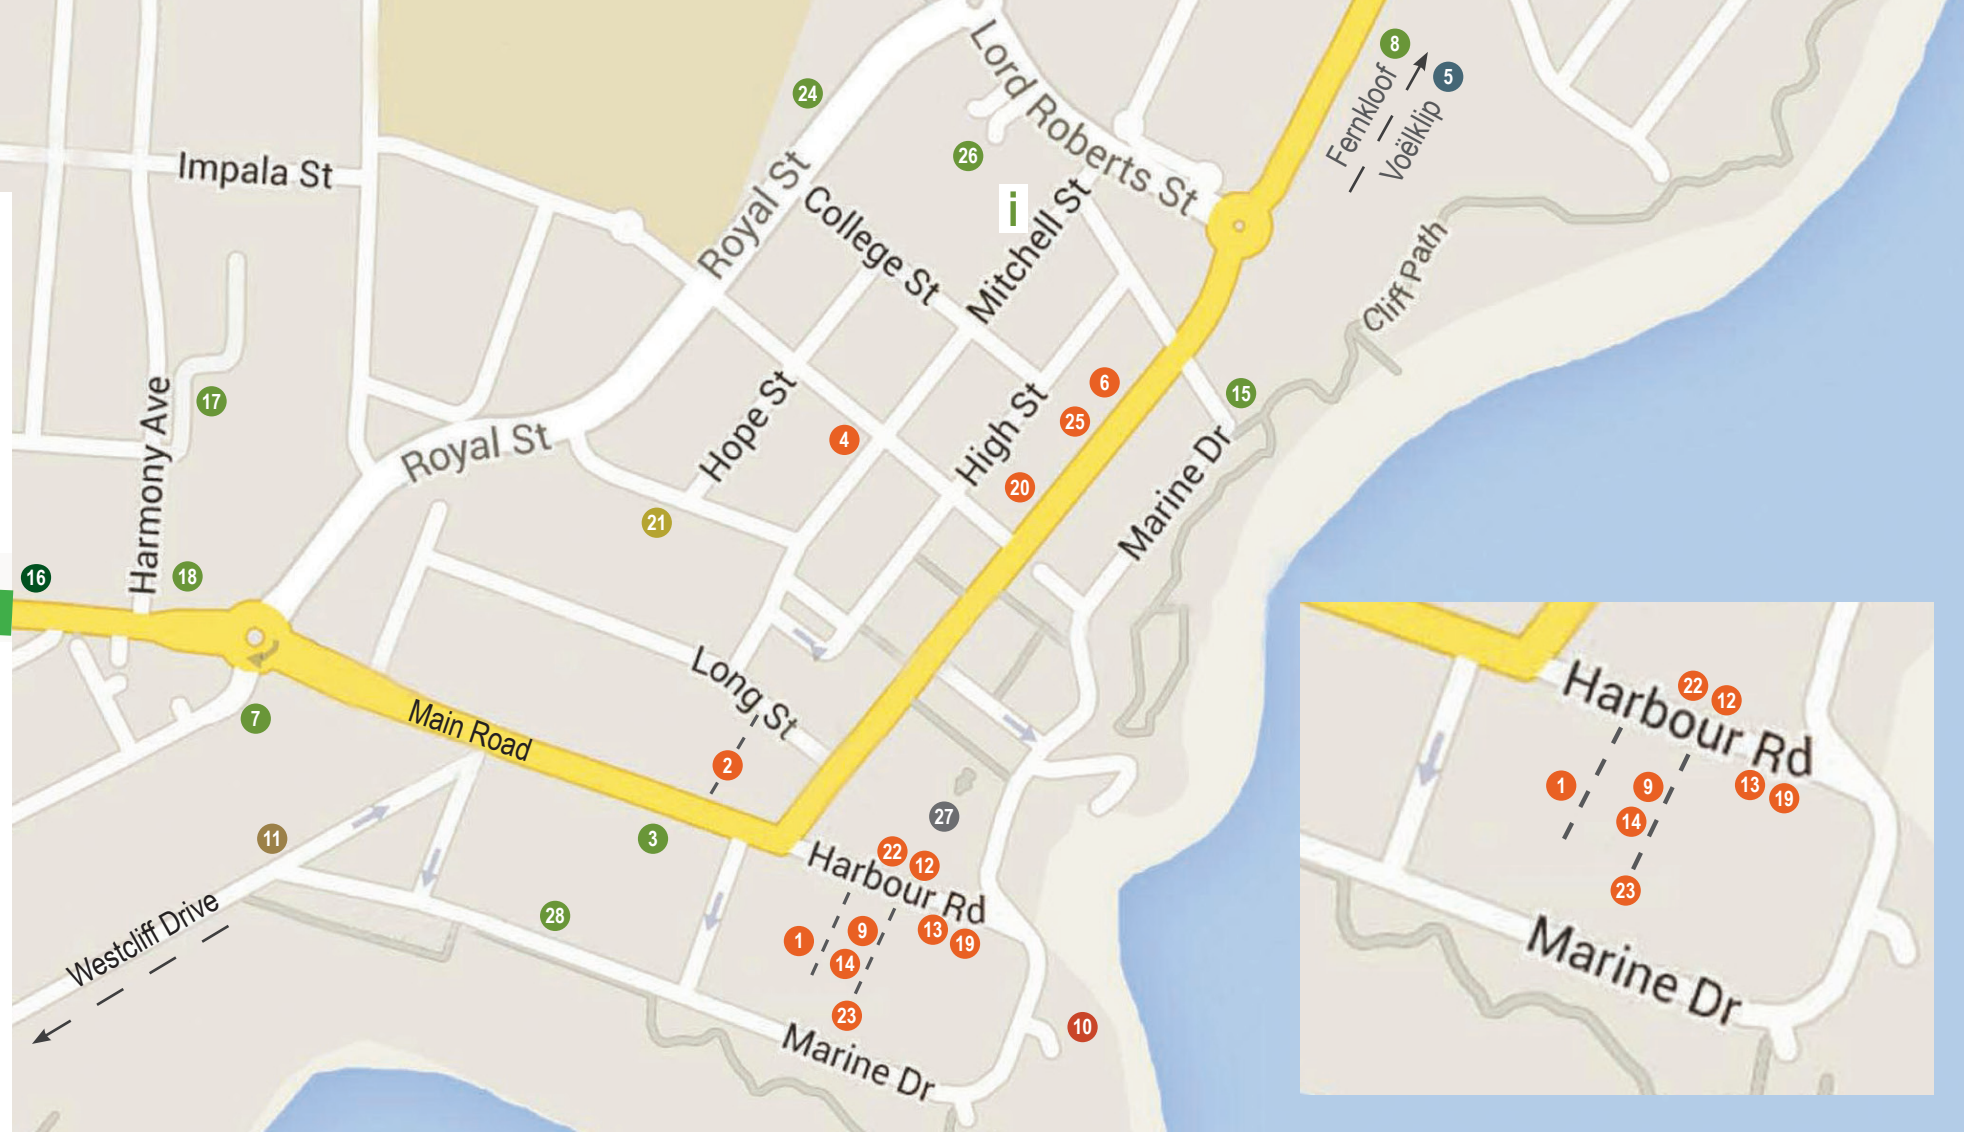 8
Lord Roberts St
Fernkloof
5
Voëlklip
24
26
Impala St
Royal St
College St
i
Mitchell St
Cliff Path
17
Harmony Ave
Royal St
Hope St
4
6
25
High St
20
15
Marine Dr
21
16
18
7
Main Road
Long St
2
3
11
Westcliff Drive
28
27
22
12
Harbour Rd
1
9
13
19
14
23
10
Marine Dr
Harbour Rd
22
12
1
9
13
19
14
23
Marine Dr